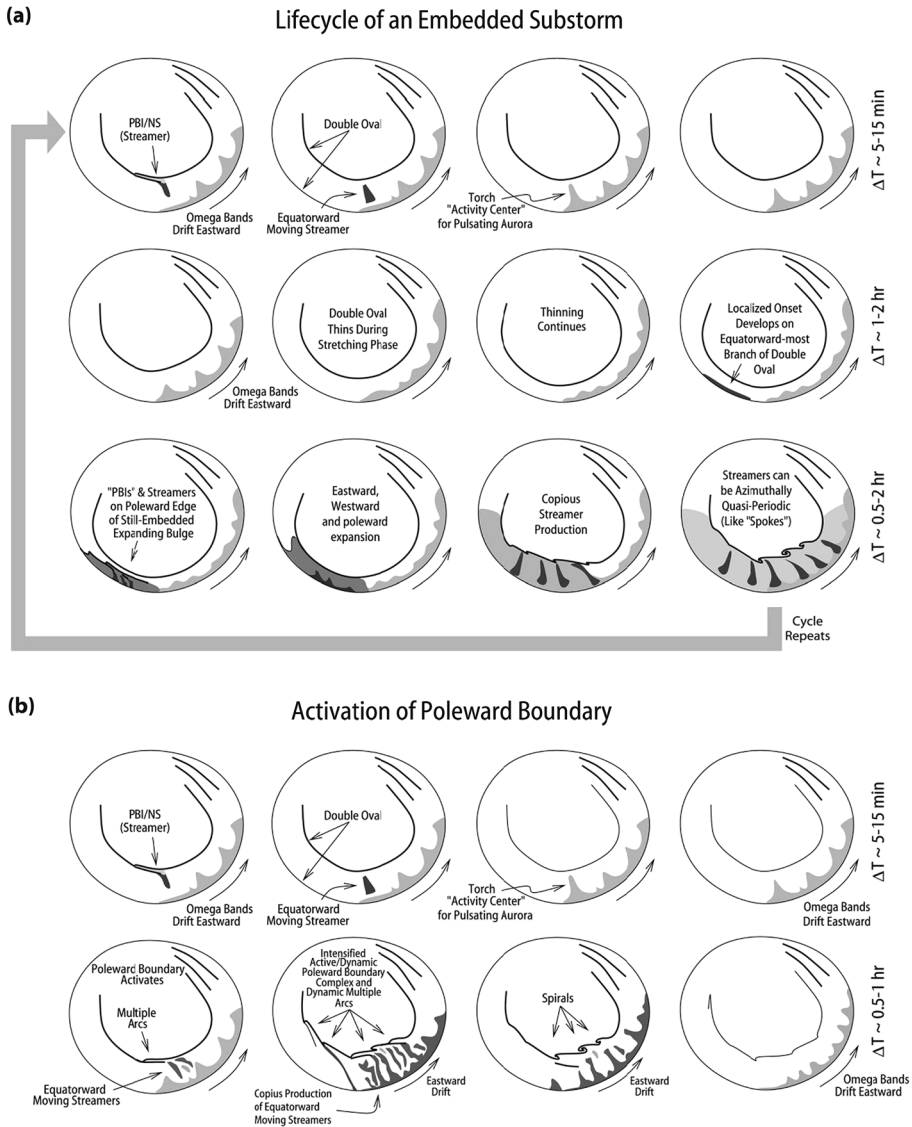 (a)
Lifecycle of an Embedded Substorm
PBI/NS
(Streamer)
Omega Bands
Drift Eastward
Double Oval
Equatorward
Moving Streamer
Torch
"Activity Center"
for Pulsating Aurora
ΔT ~ 5-15 min
Omega Bands
Drift Eastward
Double Oval
Thins During
Stretching Phase
Thinning
Continues
Localized Onset
Develops on
Equatorward-most
Branch of Double
Oval
ΔT ~ 1-2 hr
"PBIs" & Streamers
on Poleward Edge
of Still-Embedded
Expanding Bulge
Eastward,
Westward
and poleward
expansion
Copious
Streamer
Production
Streamers can
be Azimuthally
Quasi-Periodic
(Like "Spokes")
ΔT ~ 0.5-2 hr
Cycle
Repeats
(b)
Activation of Poleward Boundary
PBI/NS
(Streamer)
Omega Bands
Drift Eastward
Double Oval
Equatorward
Moving Streamer
Torch
"Activity Center"
for Pulsating Aurora
Omega Bands
Drift Eastward
ΔT ~ 5-15 min
Poleward Boundary
Activates
Multiple
Arcs
Equatorward
Moving Streamers
Intensified
Active/Dynamic
Poleward Boundary
Complex and
Dynamic Multiple
Arcs
Copius Production
of Equatorward
Moving Streamers
Eastward
Drift
Spirals
Eastward
Drift
Omega Bands
Drift Eastward
ΔT ~ 0.5-1 hr